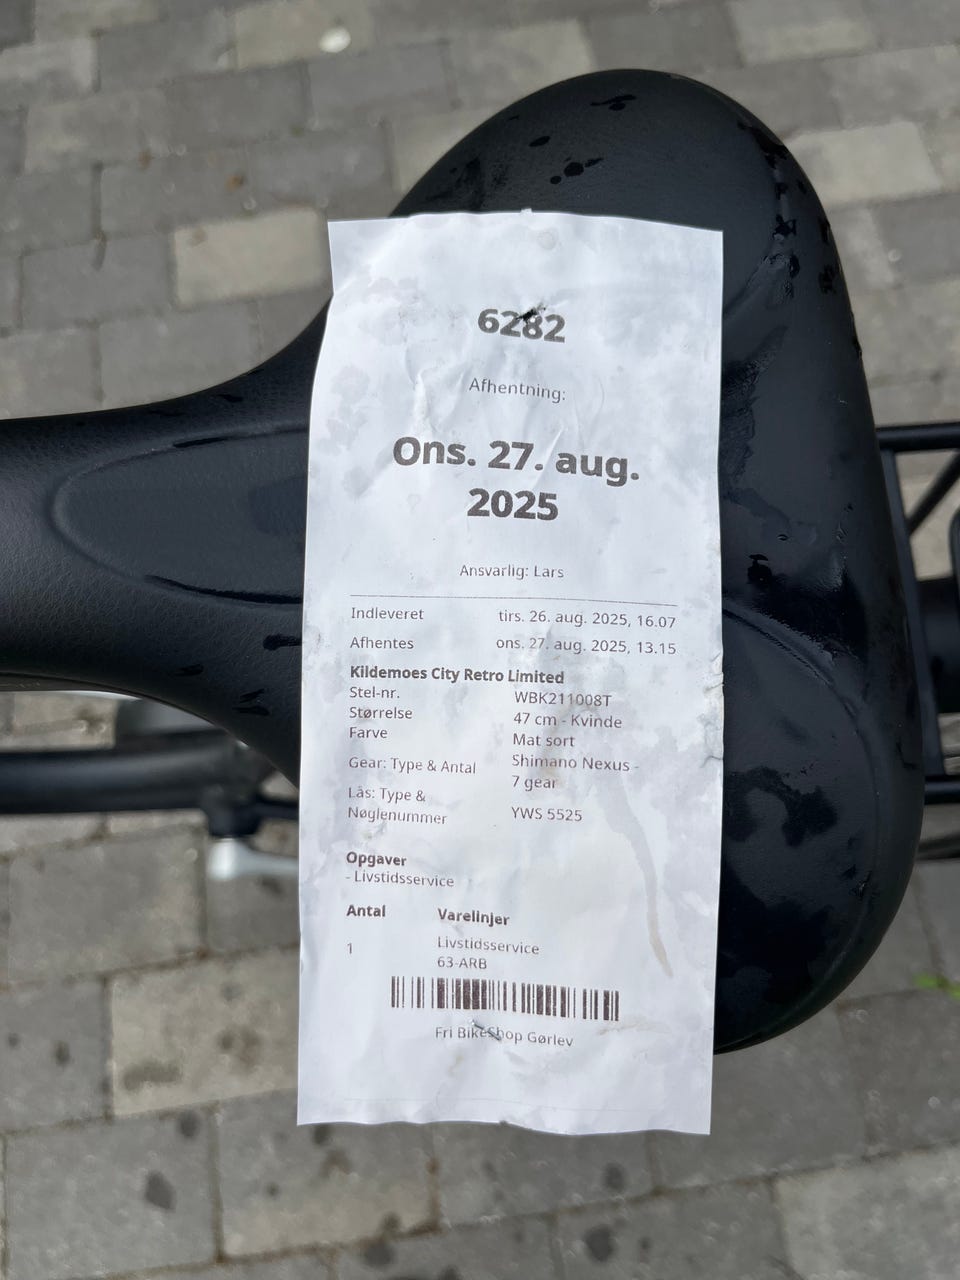 6282
Afhentning:
Ons. 27. aug.
2025
Ansvarlig: Lars
Indleveret tirs. 26. aug. 2025, 16.07
Afhentes ons. 27. aug. 2025, 13.15
Kildemoes City Retro Limited
Stel-nr. WBK211008T
Størrelse 47 cm - Kvinde
Farve Mat sort
Gear: Type & Antal Shimano Nexus -
7 gear
Lås: Type &
Nøglenummer YWS 5525
Opgaver
- Livstidsservice
Antal Varelinjer
1 Livstidsservice
63-ARB
Fri BikeShop Gørlev